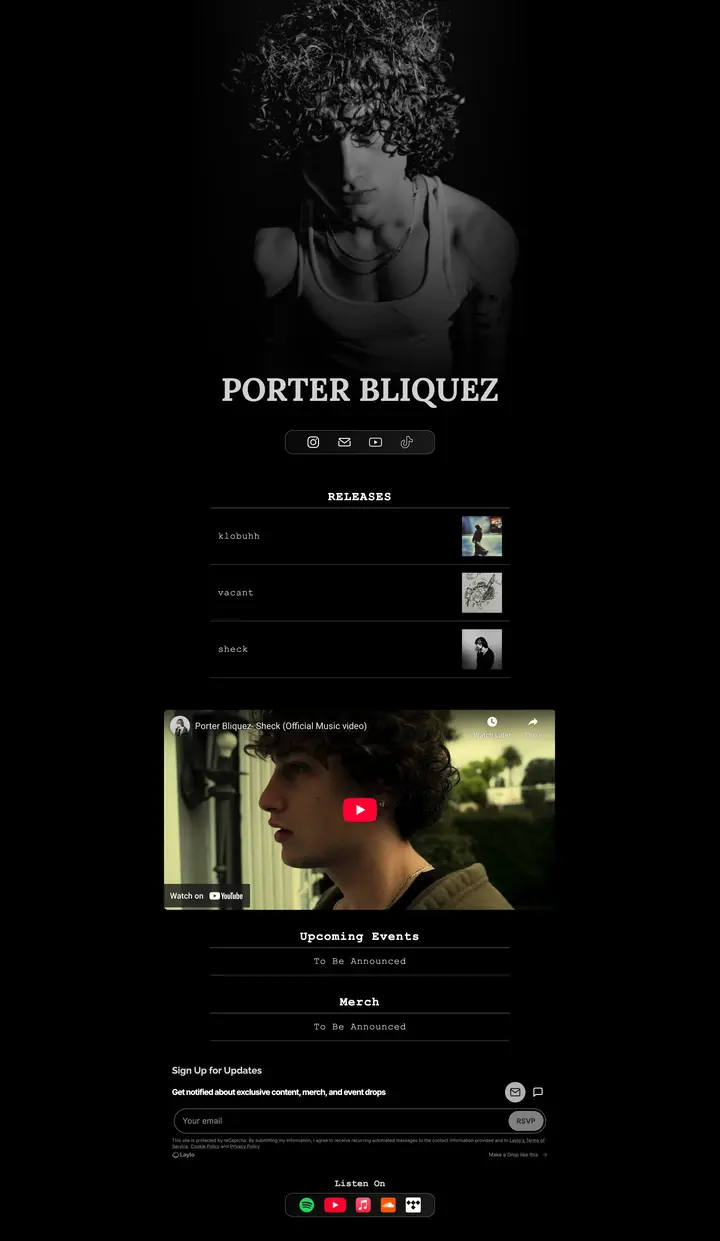 PORTER BLIQUEZ
RELEASES
klobuhh
vacant
sheck
Porter Bliquez- Sheck (Official Music video)
Watch Later
Share
Watch on YouTube
Upcoming Events
To Be Announced
Merch
To Be Announced
Sign Up for Updates
Get notified about exclusive content, merch, and event drops
Your email
RSVP
This site is protected by reCaptcha. By submitting my information, I agree to receive recurring automated messages to the contact information provided and to Laylo's Terms of
Service, Cookie Policy and Privacy Policy
Laylo
Make a Drop like this
Listen On